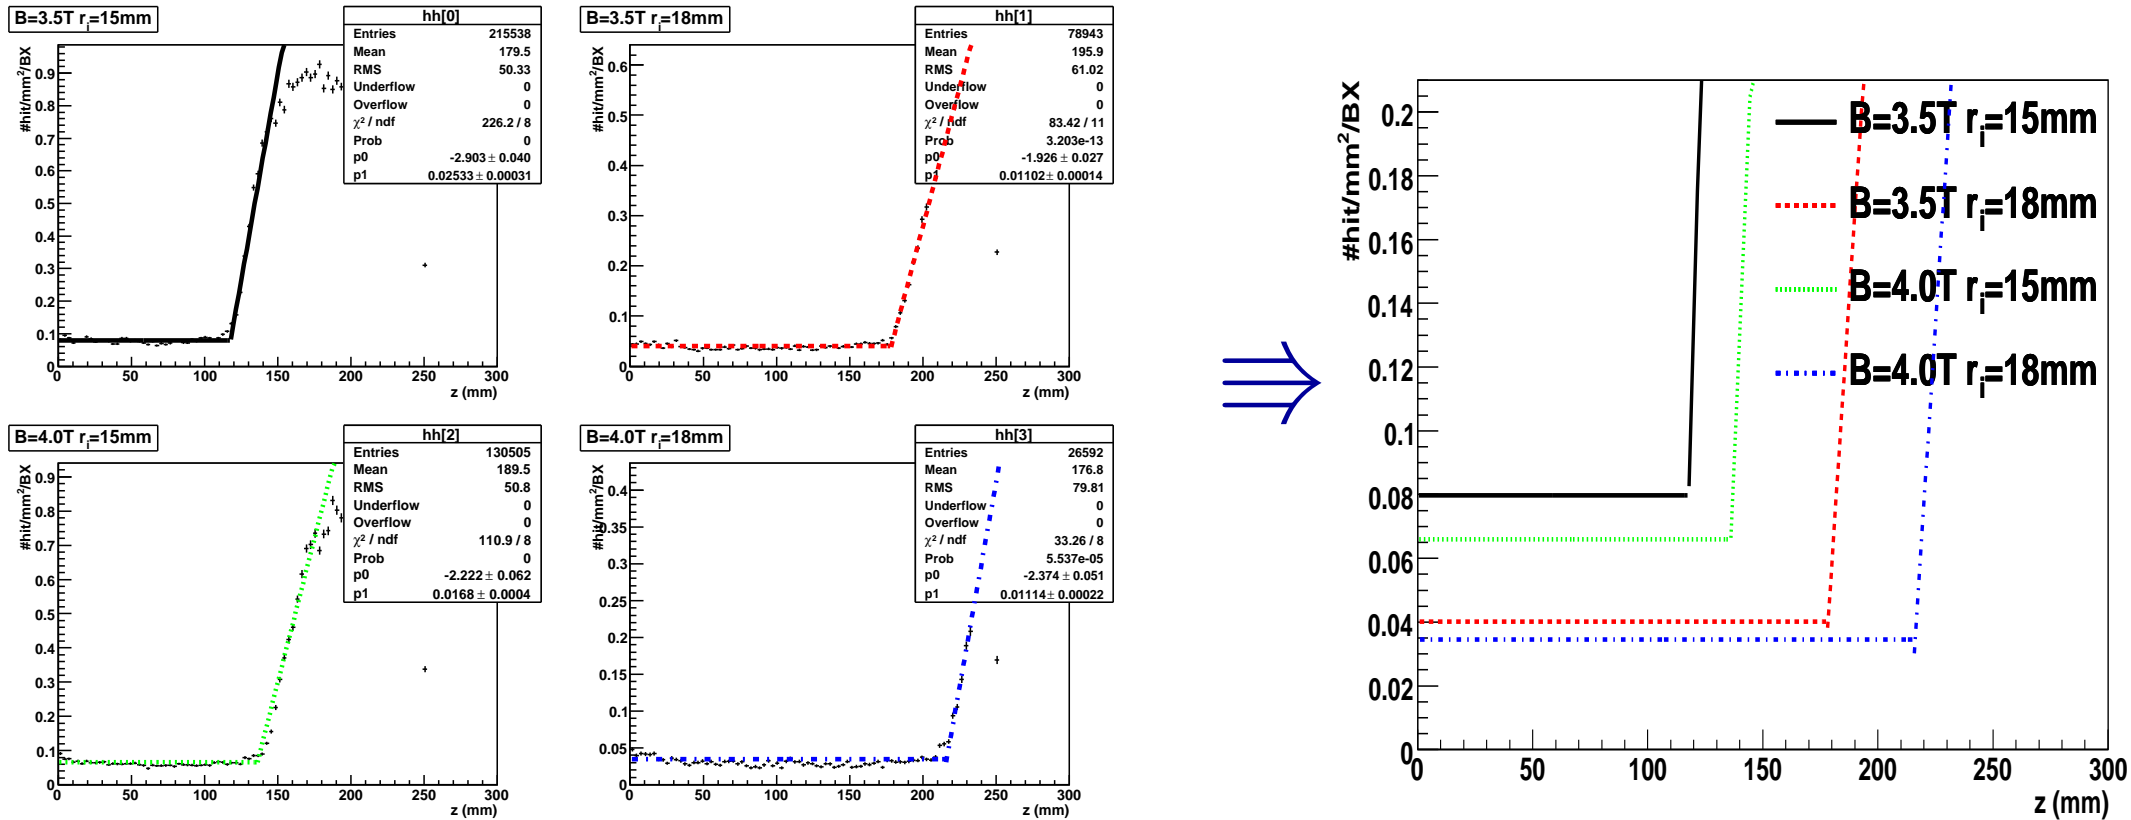 B=3.5T ri=15mm
hh[0]
Entries 215538
Mean 179.5
RMS 50.33
Underflow 0
Overflow 0
χ² / ndf 226.2 / 8
Prob 0
p0 -2.903 ± 0.040
p1 0.02533 ± 0.00031
#hit/mm²/BX
0.9
0.8
0.7
0.6
0.5
0.4
0.3
0.2
0.1
0
0 50 100 150 200 250 300
z (mm)
B=3.5T ri=18mm
hh[1]
Entries 78943
Mean 195.9
RMS 61.02
Underflow 0
Overflow 0
χ² / ndf 83.42 / 11
Prob 3.203e-13
p0 -1.926 ± 0.027
p1 0.01102 ± 0.00014
#hit/mm²/BX
0.6
0.5
0.4
0.3
0.2
0.1
0
0 50 100 150 200 250 300
z (mm)
B=4.0T ri=15mm
hh[2]
Entries 130505
Mean 189.5
RMS 50.8
Underflow 0
Overflow 0
χ² / ndf 110.9 / 8
Prob 0
p0 -2.222 ± 0.062
p1 0.0168 ± 0.0004
#hit/mm²/BX
0.9
0.8
0.7
0.6
0.5
0.4
0.3
0.2
0.1
0
0 50 100 150 200 250 300
z (mm)
B=4.0T ri=18mm
hh[3]
Entries 26592
Mean 176.8
RMS 79.81
Underflow 0
Overflow 0
χ² / ndf 33.26 / 8
Prob 5.537e-05
p0 -2.374 ± 0.051
p1 0.01114 ± 0.00022
#hit/mm²/BX
0.4
0.35
0.3
0.25
0.2
0.15
0.1
0.05
0
0 50 100 150 200 250 300
z (mm)
#hit/mm²/BX
0.2
0.18
0.16
0.14
0.12
0.1
0.08
0.06
0.04
0.02
0
B=3.5T ri=15mm
B=3.5T ri=18mm
B=4.0T ri=15mm
B=4.0T ri=18mm
0 50 100 150 200 250 300
z (mm)